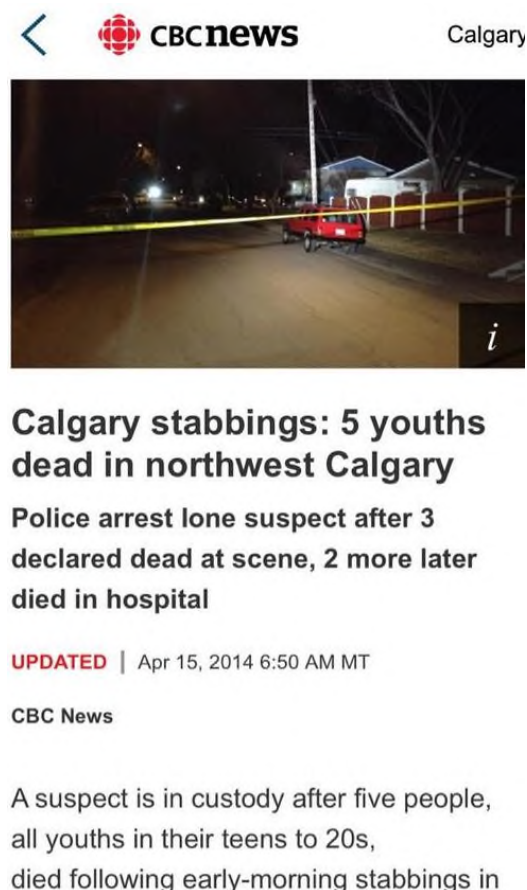 CBCnews
Calgary
i
Calgary stabbings: 5 youths
dead in northwest Calgary
Police arrest lone suspect after 3
declared dead at scene, 2 more later
died in hospital
UPDATED | Apr 15, 2014 6:50 AM MT
CBC News
A suspect is in custody after five people,
all youths in their teens to 20s,
died following early-morning stabbings in